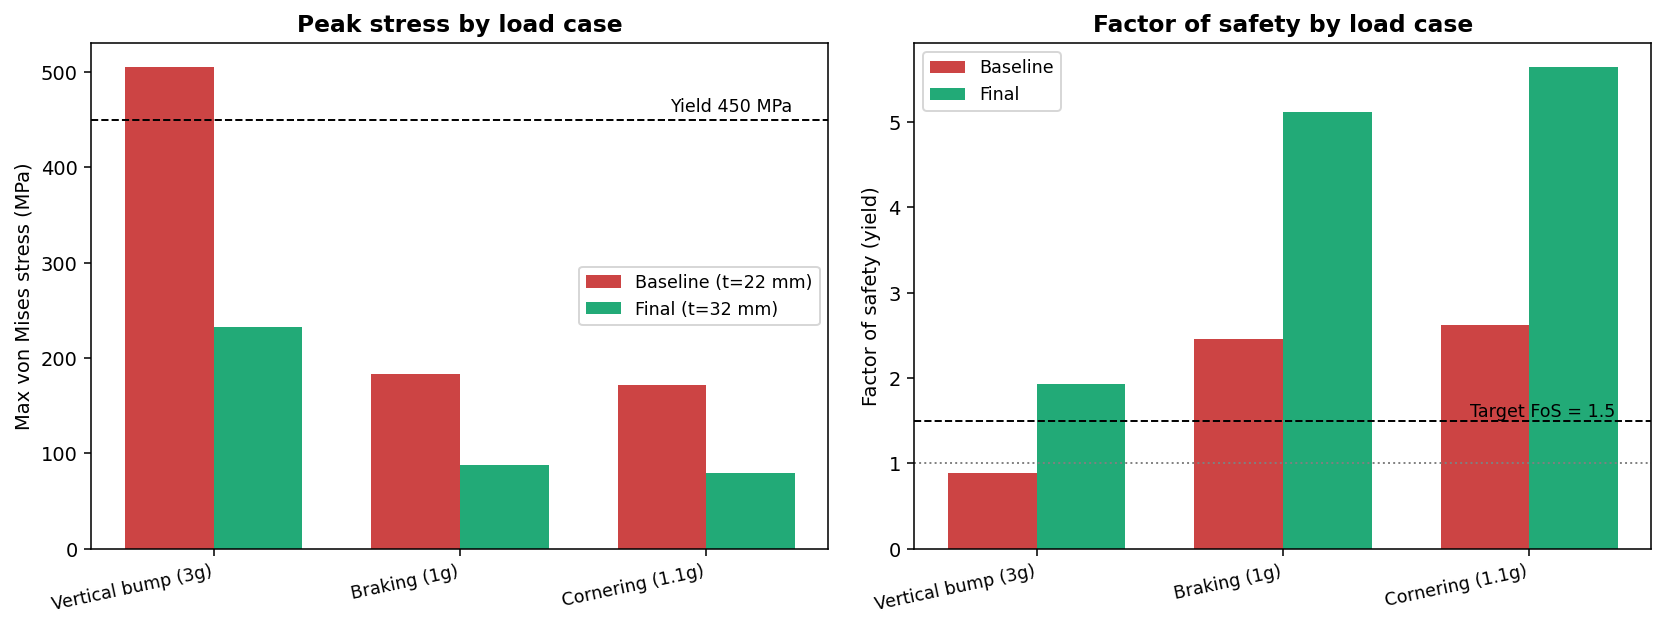 Peak stress by load case
Max von Mises stress (MPa)
500
400
300
200
100
0
Yield 450 MPa
Baseline (t=22 mm)
Final (t=32 mm)
Vertical bump (3g)
Braking (1g)
Cornering (1.1g)
Factor of safety by load case
Factor of safety (yield)
5
4
3
2
1
0
Baseline
Final
Target FoS = 1.5
Vertical bump (3g)
Braking (1g)
Cornering (1.1g)